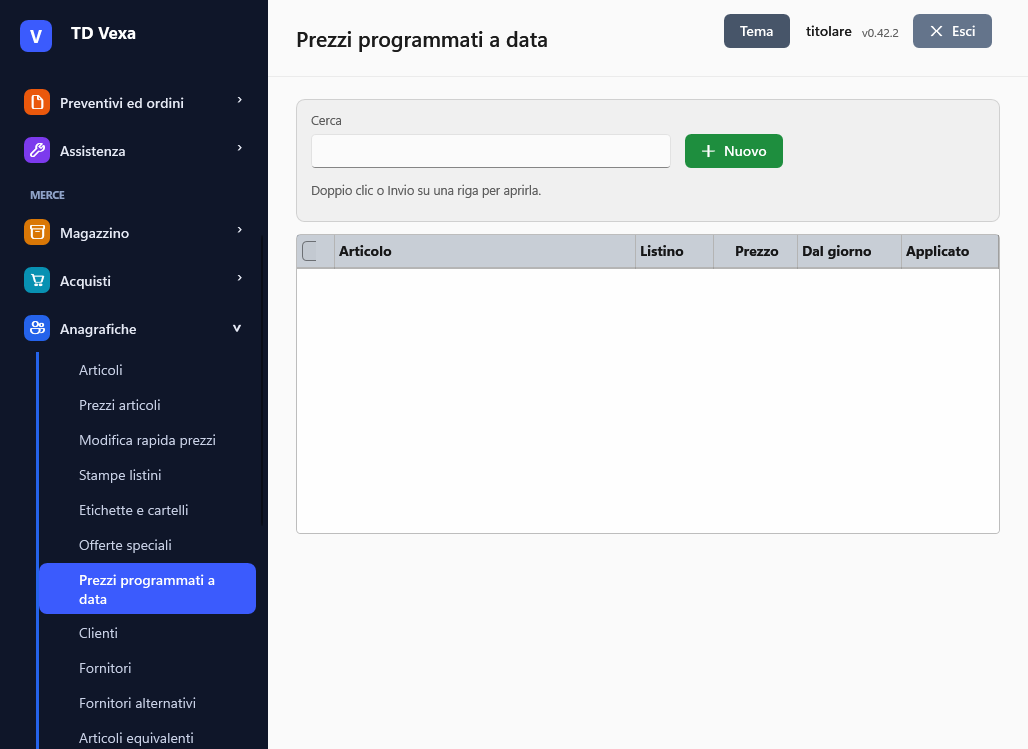 V
TD Vexa
Preventivi ed ordini
Assistenza
MERCE
Magazzino
Acquisti
Anagrafiche
Articoli
Prezzi articoli
Modifica rapida prezzi
Stampe listini
Etichette e cartelli
Offerte speciali
Prezzi programmati a
data
Clienti
Fornitori
Fornitori alternativi
Articoli equivalenti
Prezzi programmati a data
Tema
titolare
v0.42.2
Esci
Cerca
Nuovo
Doppio clic o Invio su una riga per aprirla.
Articolo Listino Prezzo Dal giorno Applicato